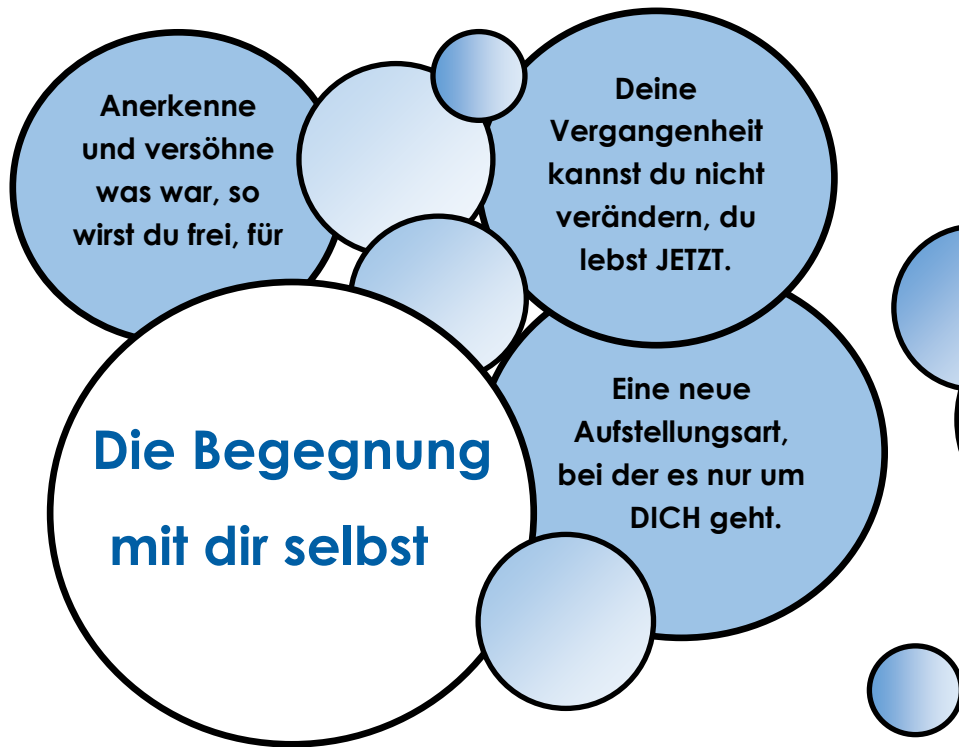 Anerkenne
und versöhne
was war, so
wirst du frei, für
Deine
Vergangenheit
kannst du nicht
verändern, du
lebst JETZT.
Eine neue
Aufstellungsart,
bei der es nur um
DICH geht.
Die Begegnung
mit dir selbst